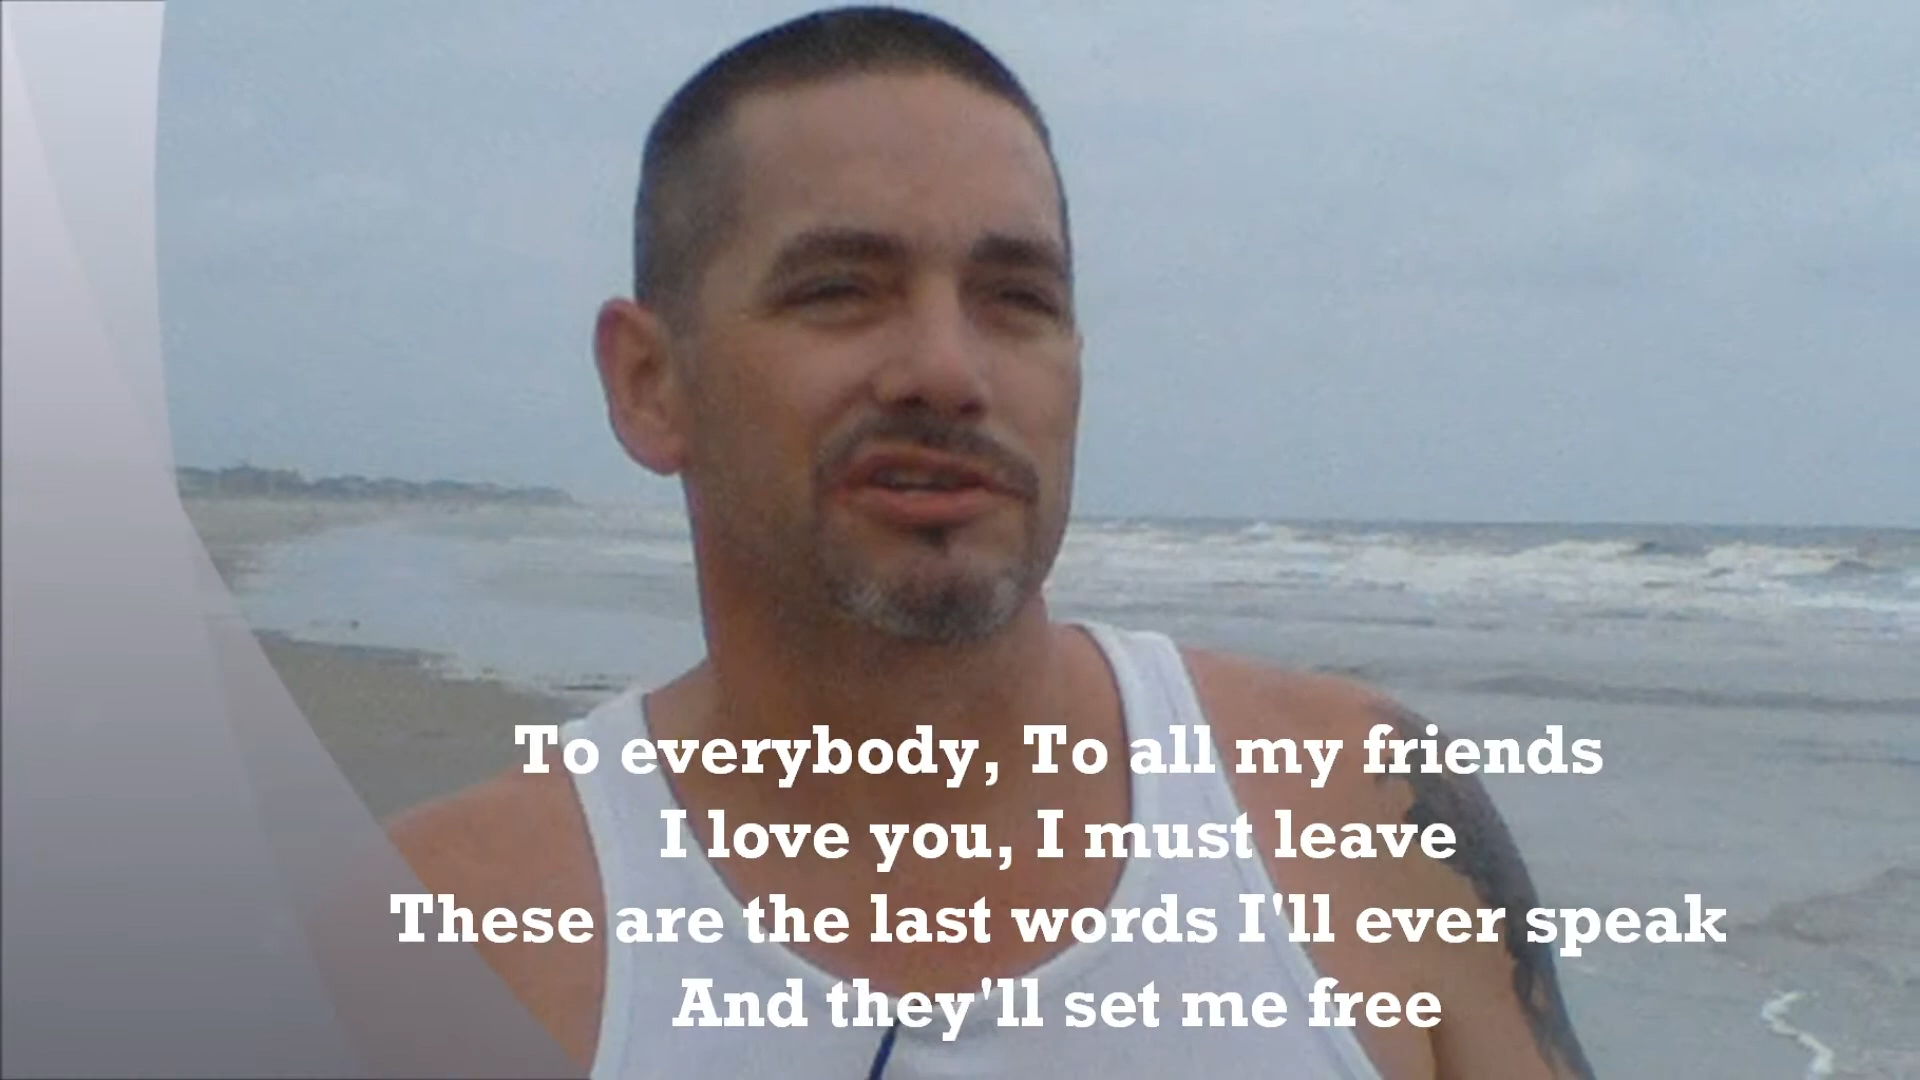 To everybody, To all my friends
I love you, I must leave
These are the last words I'll ever speak
And they'll set me free